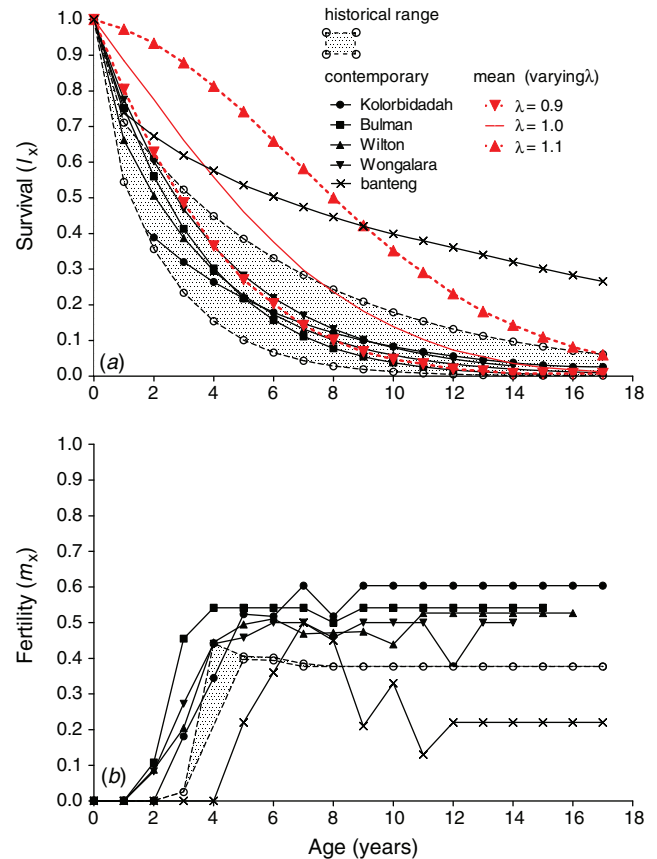 historical range
contemporary
mean (varyingλ)
Kolorbidadah
λ = 0.9
Bulman
λ = 1.0
Wilton
λ = 1.1
Wongalara
banteng
1.0
0.9
0.8
0.7
0.6
0.5
0.4
0.3
0.2
0.1
0.0
Survival (lx)
(a)
0 2 4 6 8 10 12 14 16 18
1.0
0.9
0.8
0.7
0.6
0.5
0.4
0.3
0.2
0.1
0.0
Fertility (mx)
(b)
0 2 4 6 8 10 12 14 16 18
Age (years)